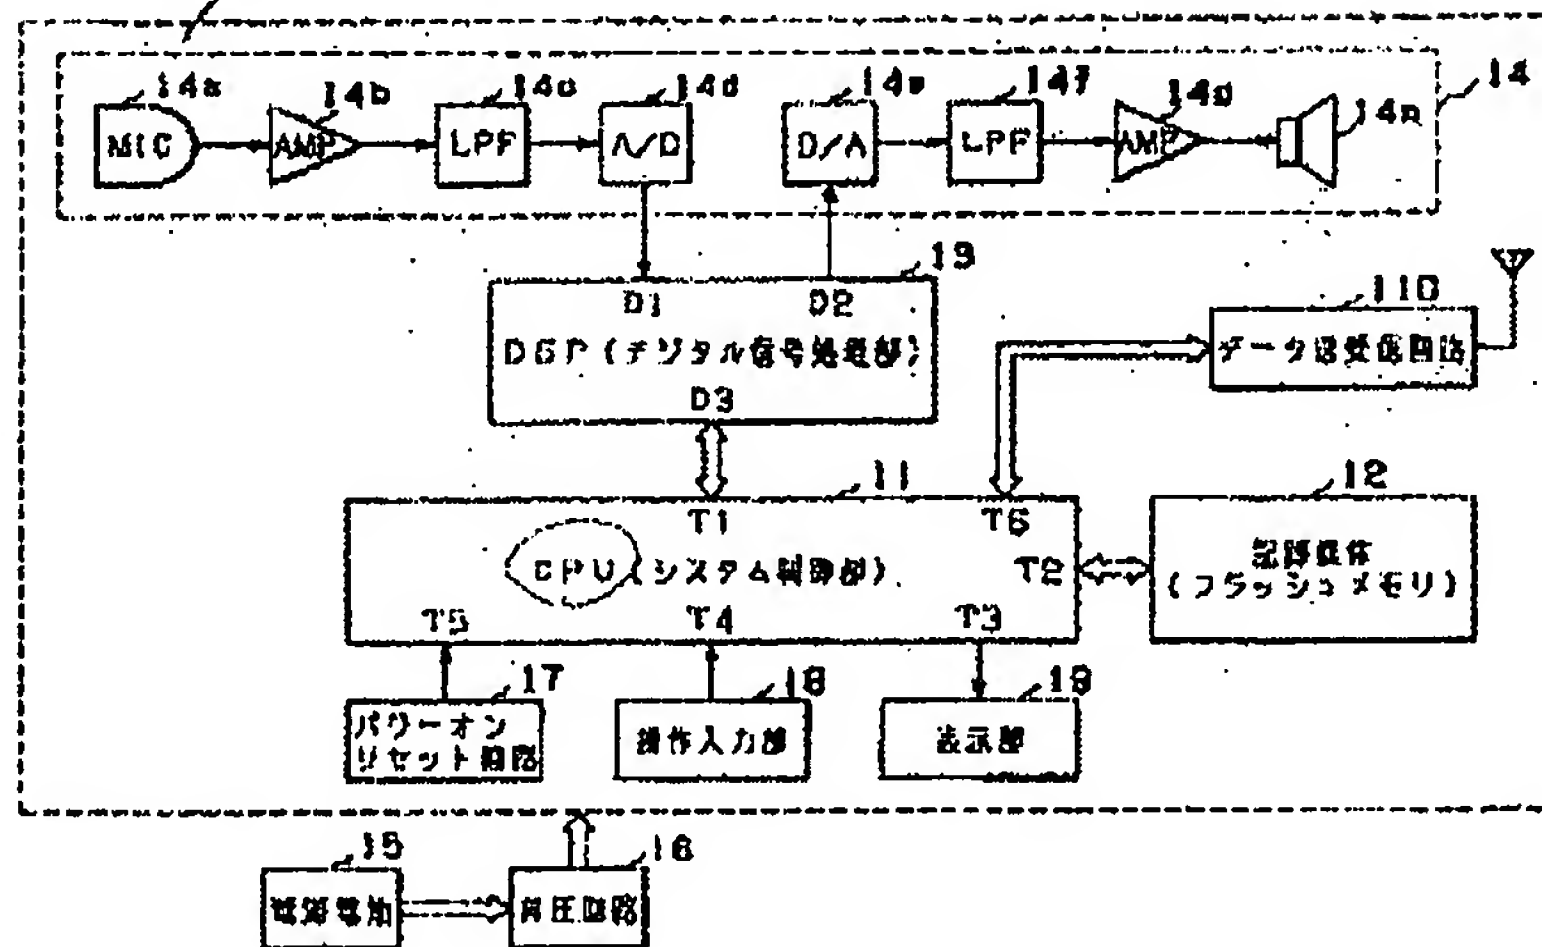 14a 14b 14c 14d 14e 14f 14g 14h 14
MIC AMP LPF A/D D/A LPF AMP
13
D1 D2
DSP (デジタル信号処理部)
D3
110
データ送受信回路
11
T1 T6
CPU (システム制御部) T2
T5 T4 T3
12
記録媒体
(フラッシュメモリ)
17
パワーオン
リセット回路
18
操作入力部
19
表示部
15
電源電池
16
昇圧回路